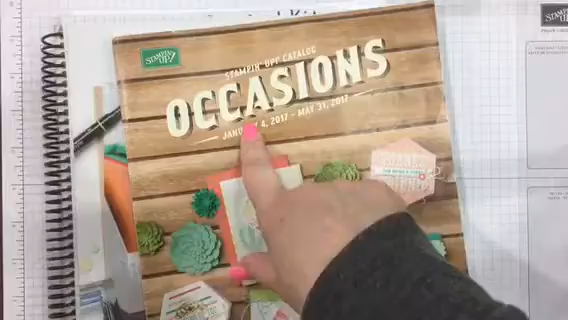 STAMPIN' UP!
STAMPIN' UP! CATALOG
OCCASIONS
JANUARY 4, 2017 – MAY 31, 2017